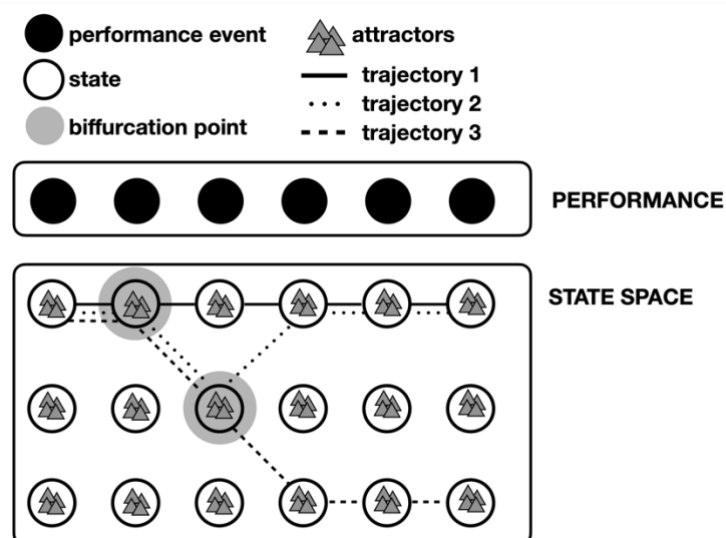 performance event
attractors
state
trajectory 1
trajectory 2
biffurcation point
trajectory 3
PERFORMANCE
STATE SPACE